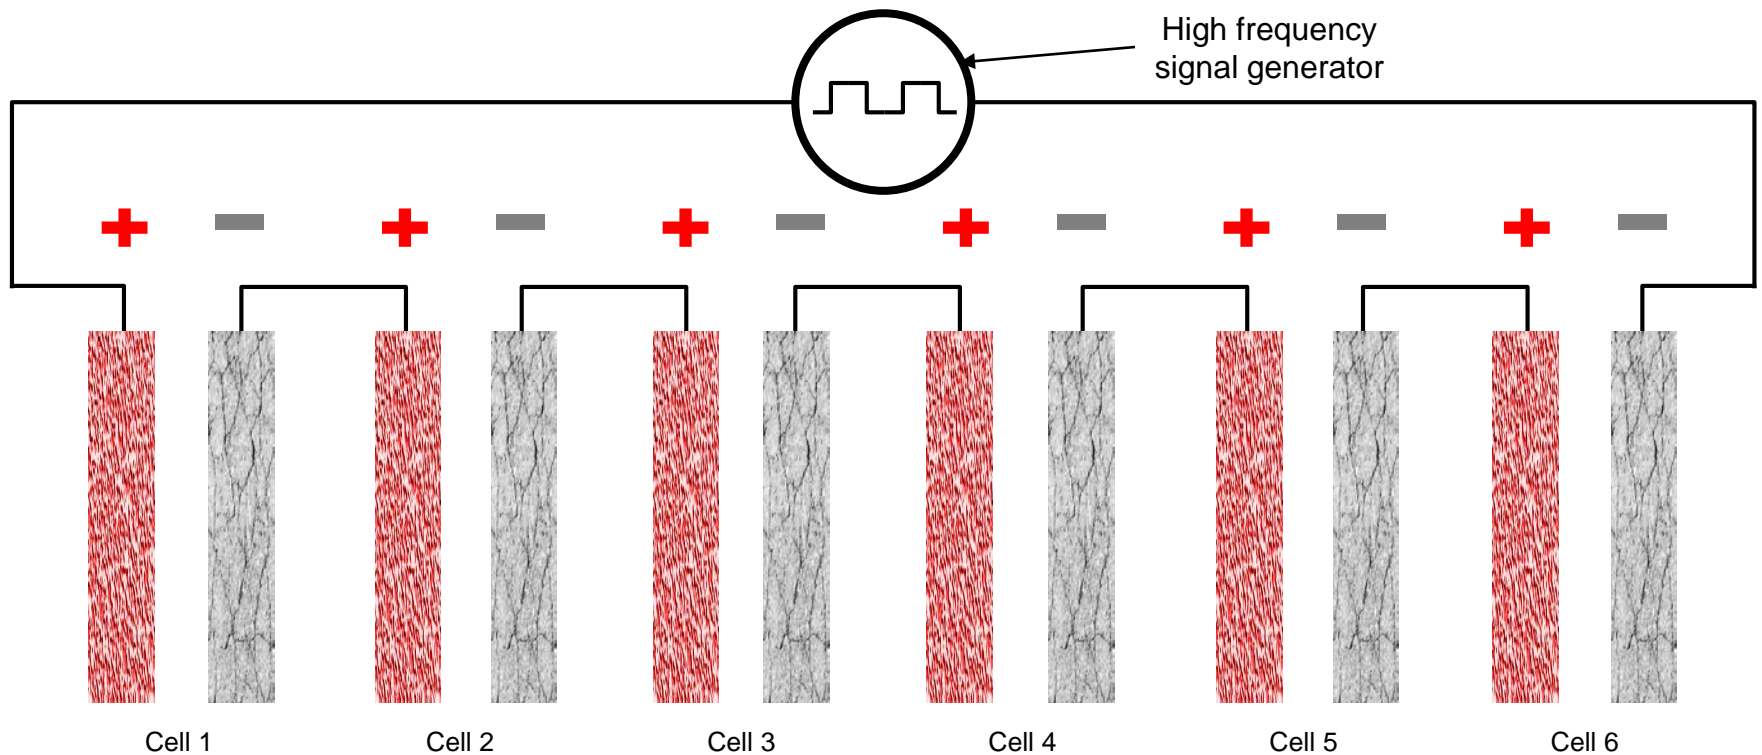 High frequency
signal generator
Cell 1
Cell 2
Cell 3
Cell 4
Cell 5
Cell 6